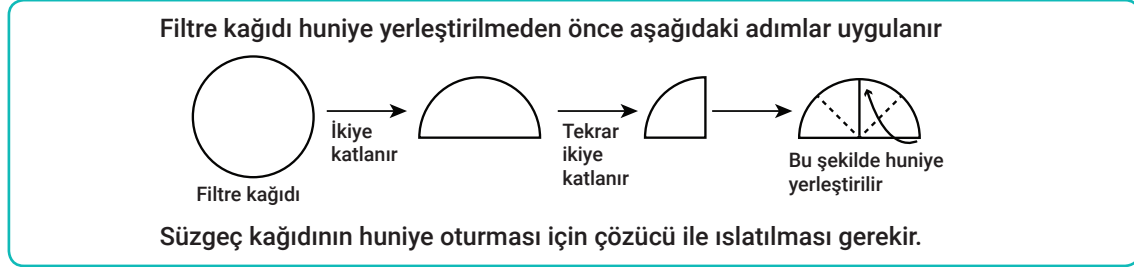 Filtre kağıdı huniye yerleştirilmeden önce aşağıdaki adımlar uygulanır
Filtre kağıdı
İkiye
katlanır
Tekrar
ikiye
katlanır
Bu şekilde huniye
yerleştirilir
Süzgeç kağıdının huniye oturması için çözücü ile ıslatılması gerekir.